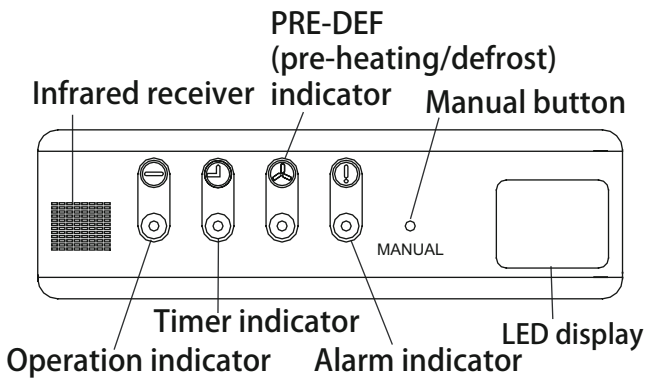 PRE-DEF
(pre-heating/defrost)
indicator
Infrared receiver
Manual button
MANUAL
Timer indicator
LED display
Operation indicator
Alarm indicator